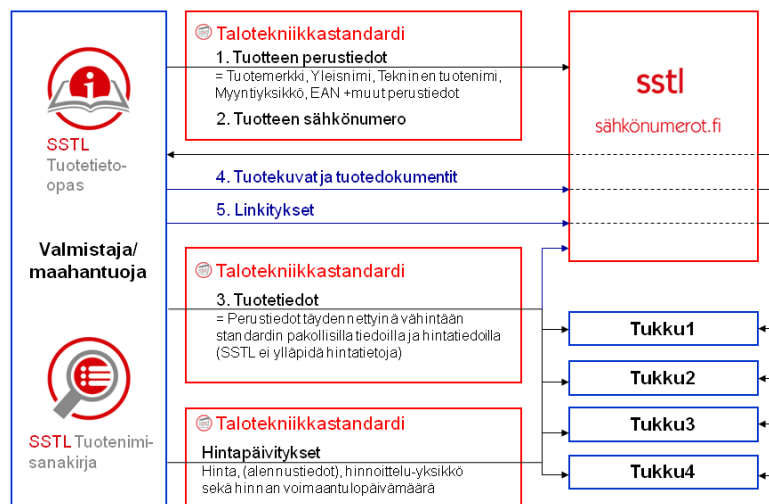 SSTL
Tuotetieto-
opas
Valmistaja/
maahantuoja
SSTL Tuotenimi-
sanakirja
Talotekniikkastandardi
1. Tuotteen perustiedot
= Tuotemerkki, Yleisnimi, Tekninen tuotenimi,
Myyntiyksikkö, EAN +muut perustiedot
2. Tuotteen sähkönumero
4. Tuotekuvat ja tuotedokumentit
5. Linkitykset
Talotekniikkastandardi
3. Tuotetiedot
= Perustiedot täydennettyinä vähintään
standardin pakollisilla tiedoilla ja hintatiedoilla
(SSTL ei ylläpidä hintatietoja)
Talotekniikkastandardi
Hintapäivitykset
Hinta, (alennustiedot), hinnoittelu-yksikkö
sekä hinnan voimaantulopäivämäärä
sstl
sähkönumerot.fi
Tukku1
Tukku2
Tukku3
Tukku4